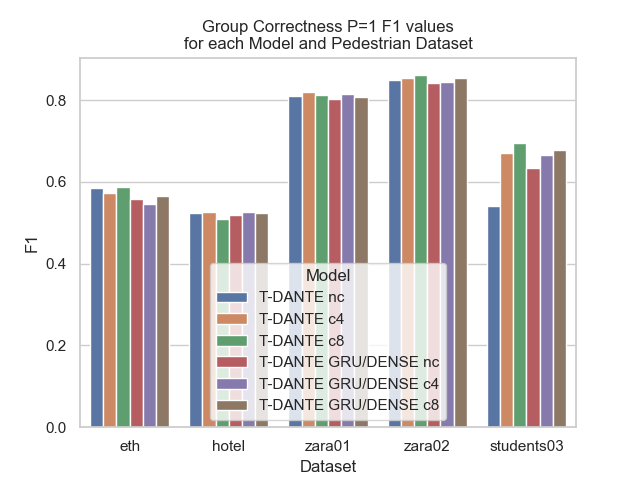 Group Correctness P=1 F1 values
for each Model and Pedestrian Dataset
F1
0.8
0.6
0.4
0.2
0.0
Model
T-DANTE nc
T-DANTE c4
T-DANTE c8
T-DANTE GRU/DENSE nc
T-DANTE GRU/DENSE c4
T-DANTE GRU/DENSE c8
eth hotel zara01 zara02 students03
Dataset